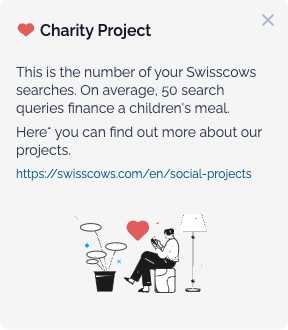 Charity Project
This is the number of your Swisscows
searches. On average, 50 search
queries finance a children's meal.
Here* you can find out more about our
projects.
https://swisscows.com/en/social-projects